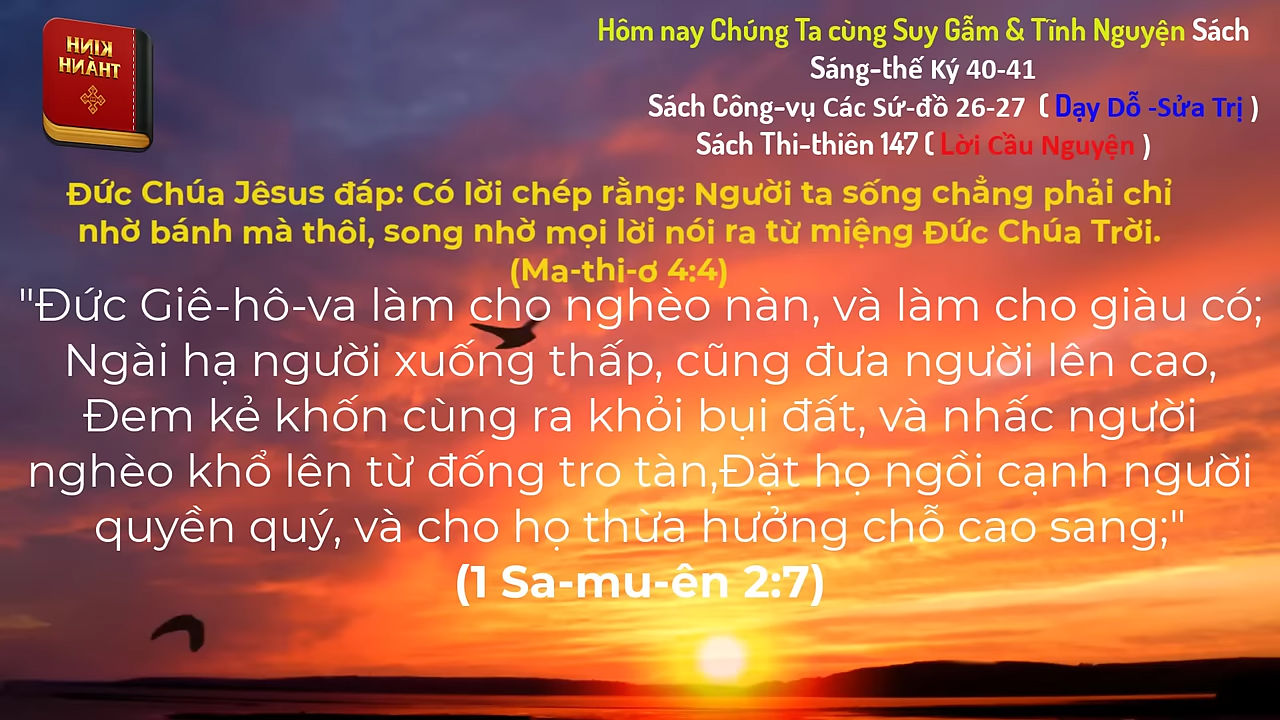 KINH
THÁNH
Hôm nay Chúng Ta cùng Suy Gẫm & Tĩnh Nguyện Sách
Sáng-thế Ký 40-41
Sách Công-vụ Các Sứ-đồ 26-27 ( Dạy Dỗ -Sửa Trị )
Sách Thi-thiên 147 ( Lời Cầu Nguyện )
Đức Chúa Jêsus đáp: Có lời chép rằng: Người ta sống chẳng phải chỉ
nhờ bánh mà thôi, song nhờ mọi lời nói ra từ miệng Đức Chúa Trời.
(Ma-thi-ơ 4:4)
"Đức Giê-hô-va làm cho nghèo nàn, và làm cho giàu có;
Ngài hạ người xuống thấp, cũng đưa người lên cao,
Đem kẻ khốn cùng ra khỏi bụi đất, và nhấc người
nghèo khổ lên từ đống tro tàn,Đặt họ ngồi cạnh người
quyền quý, và cho họ thừa hưởng chỗ cao sang;"
(1 Sa-mu-ên 2:7)